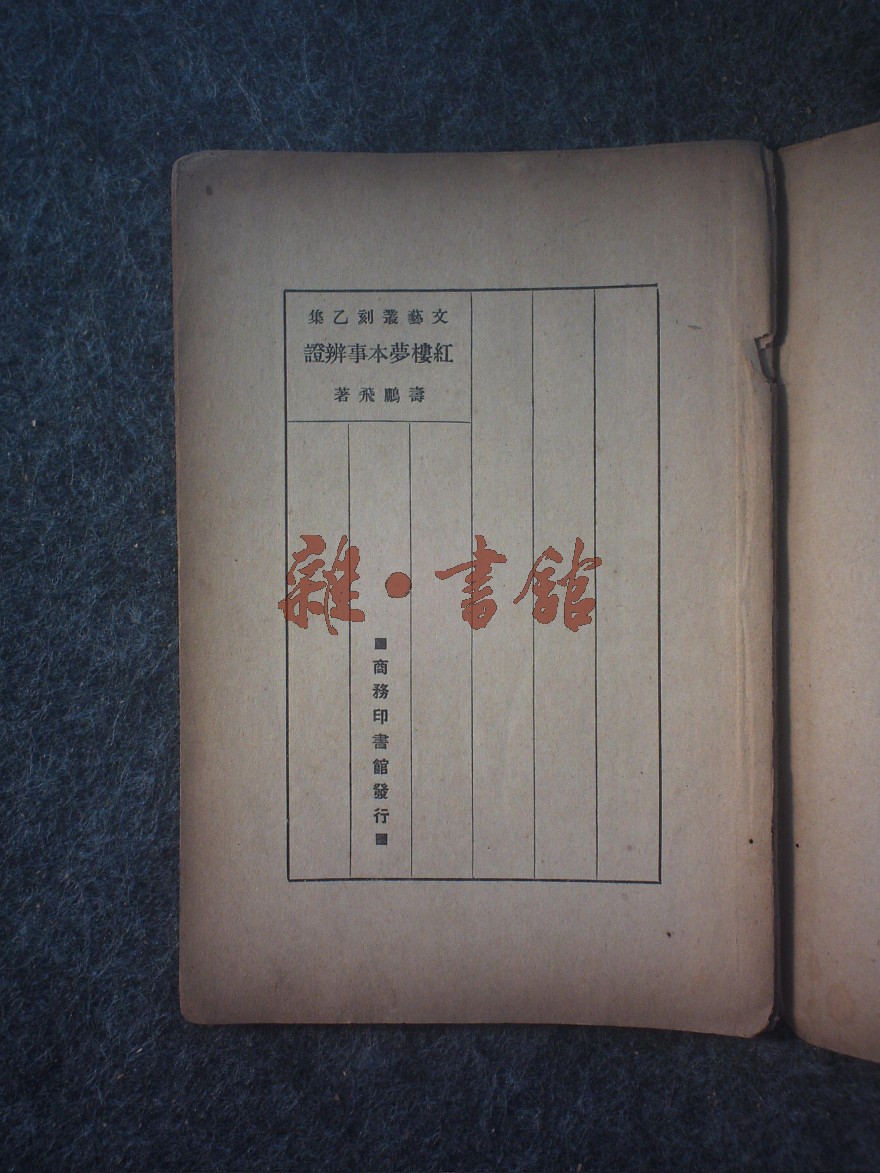 文藝叢刻乙集
紅樓夢本事辨證
壽鵬飛著
雜·書館
商務印書館發行